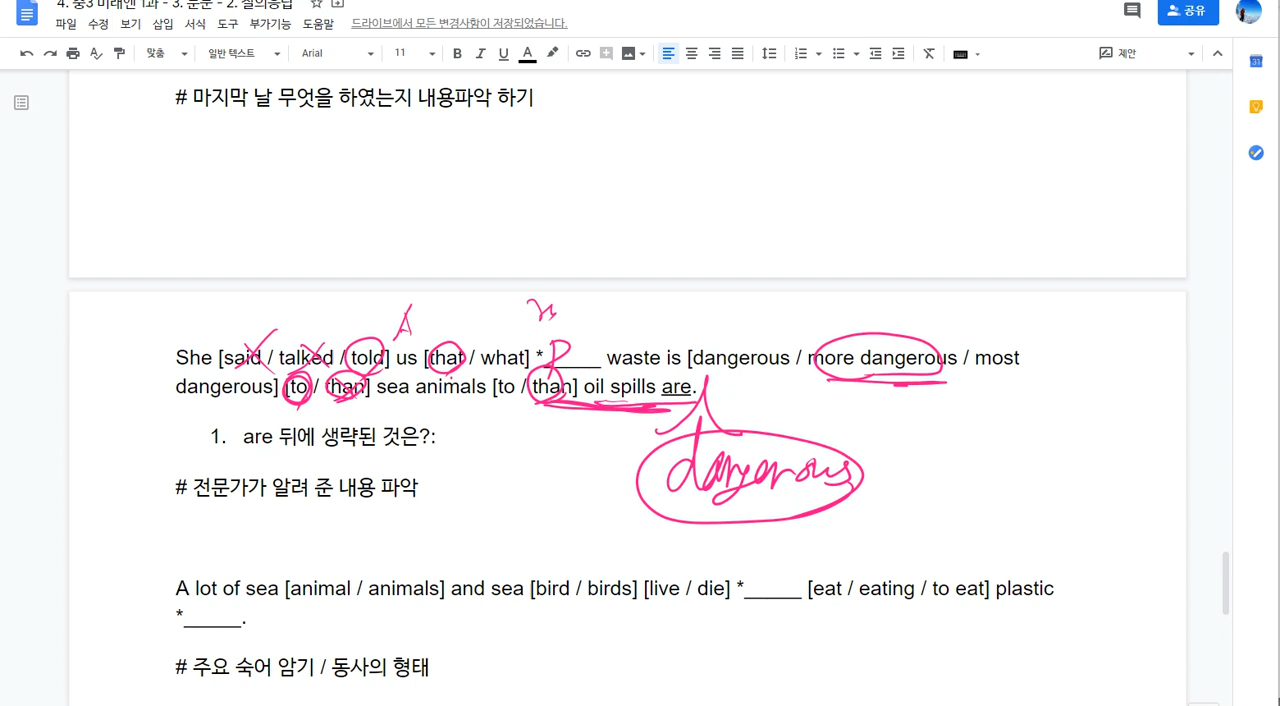 4. 중3 미래엔 1과 - 3. 본문 - 2. 질의응답
파일 수정 보기 삽입 서식 도구 부가기능 도움말 드라이브에서 모든 변경사항이 저장되었습니다.
공유
맞춤 일반 텍스트 Arial 11 B I U A 제안
31
# 마지막 날 무엇을 하였는지 내용파악 하기
She [said / talked / told] us [that / what] *_____ waste is [dangerous / more dangerous / most
dangerous] [to / than] sea animals [to / than] oil spills are.
dangerous
1. are 뒤에 생략된 것은?:
# 전문가가 알려 준 내용 파악
A lot of sea [animal / animals] and sea [bird / birds] [live / die] *_____ [eat / eating / to eat] plastic
*_____.
# 주요 숙어 암기 / 동사의 형태